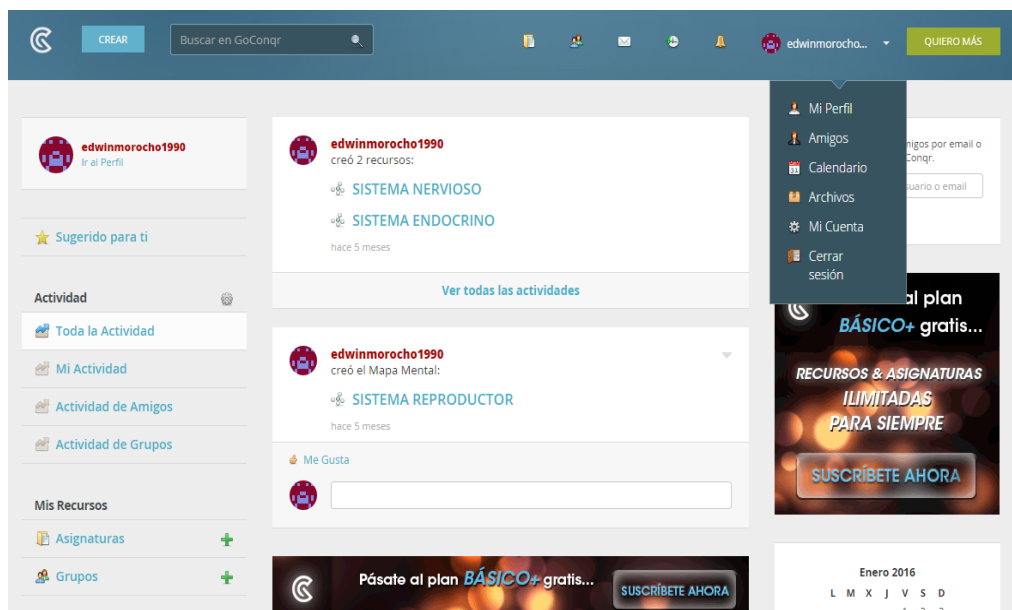 CREAR
Buscar en GoConqr
edwinmorocho...
QUIERO MÁS
Mi Perfil
Amigos
Calendario
Archivos
Mi Cuenta
Cerrar
sesión
edwinmorocho1990
Ir al Perfil
Sugerido para ti
Actividad
Toda la Actividad
Mi Actividad
Actividad de Amigos
Actividad de Grupos
Mis Recursos
Asignaturas
Grupos
edwinmorocho1990
creó 2 recursos:
SISTEMA NERVIOSO
SISTEMA ENDOCRINO
hace 5 meses
Ver todas las actividades
edwinmorocho1990
creó el Mapa Mental:
SISTEMA REPRODUCTOR
hace 5 meses
Me Gusta
Pásate al plan BÁSICO+ gratis...
SUSCRÍBETE AHORA
por email o
o email
al plan
BÁSICO+ gratis...
RECURSOS & ASIGNATURAS
ILIMITADAS
PARA SIEMPRE
SUSCRÍBETE AHORA
Enero 2016
L M X J V S D